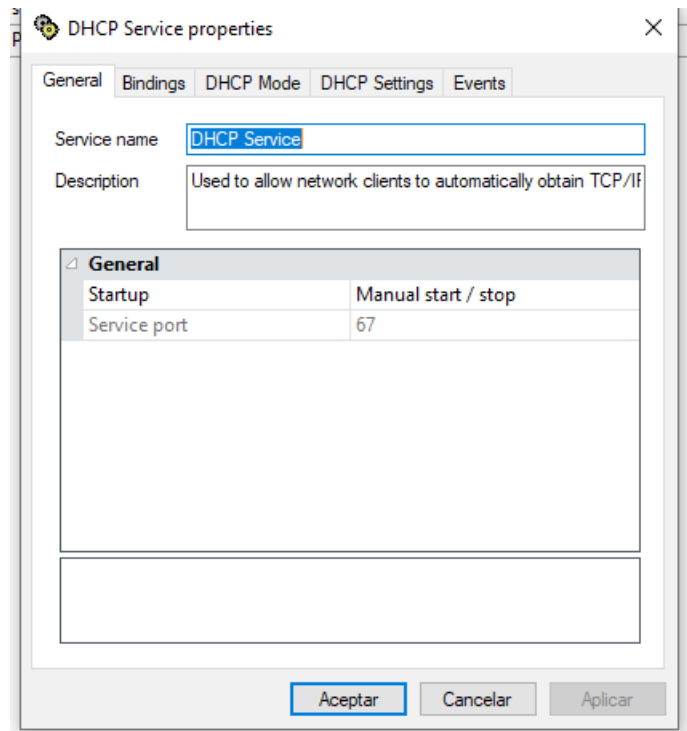 DHCP Service properties
General Bindings DHCP Mode DHCP Settings Events
Service name DHCP Service
Description Used to allow network clients to automatically obtain TCP/IF
General
Startup Manual start / stop
Service port 67
Aceptar Cancelar Aplicar